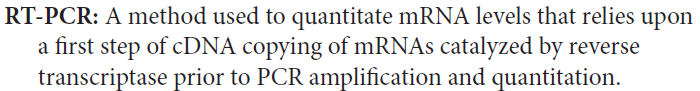 RT-PCR: A method used to quantitate mRNA levels that relies upon
a first step of cDNA copying of mRNAs catalyzed by reverse
transcriptase prior to PCR amplification and quantitation.